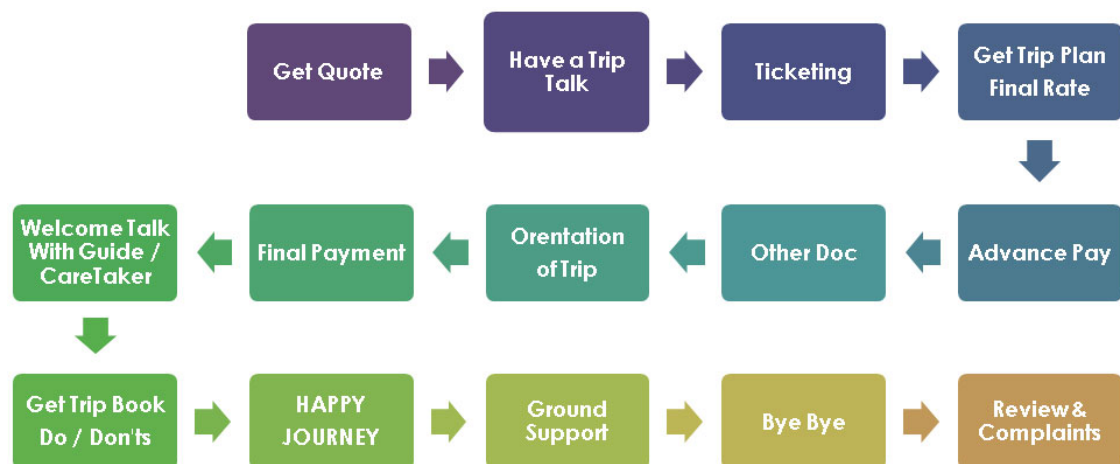 Get Quote
Have a Trip
Talk
Ticketing
Get Trip Plan
Final Rate
Advance Pay
Other Doc
Orentation
of Trip
Final Payment
Welcome Talk
With Guide /
CareTaker
Get Trip Book
Do / Don'ts
HAPPY
JOURNEY
Ground
Support
Bye Bye
Review &
Complaints